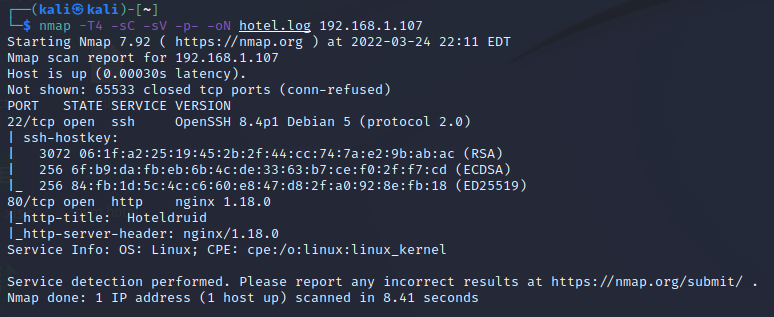 ┌──(kali㉿kali)-[~]
└─$ nmap -T4 -sC -sV -p- -oN hotel.log 192.168.1.107
Starting Nmap 7.92 ( https://nmap.org ) at 2022-03-24 22:11 EDT
Nmap scan report for 192.168.1.107
Host is up (0.00030s latency).
Not shown: 65533 closed tcp ports (conn-refused)
PORT   STATE SERVICE VERSION
22/tcp open  ssh     OpenSSH 8.4p1 Debian 5 (protocol 2.0)
| ssh-hostkey:
|   3072 06:1f:a2:25:19:45:2b:2f:44:cc:74:7a:e2:9b:ab:ac (RSA)
|   256 6f:b9:da:fb:eb:6b:4c:de:33:63:b7:ce:f0:2f:f7:cd (ECDSA)
|_  256 84:fb:1d:5c:4c:c6:60:e8:47:d8:2f:a0:92:8e:fb:18 (ED25519)
80/tcp open  http    nginx 1.18.0
|_http-title:  Hoteldruid
|_http-server-header: nginx/1.18.0
Service Info: OS: Linux; CPE: cpe:/o:linux:linux_kernel

Service detection performed. Please report any incorrect results at https://nmap.org/submit/ .
Nmap done: 1 IP address (1 host up) scanned in 8.41 seconds